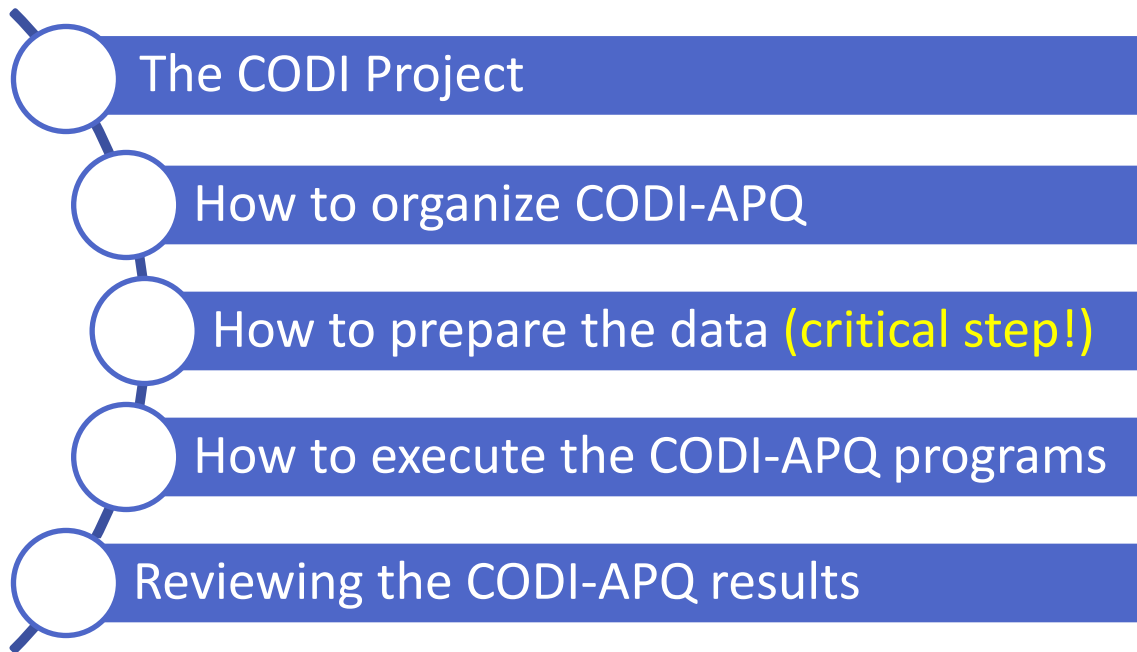 The CODI Project
How to organize CODI-APQ
How to prepare the data (critical step!)
How to execute the CODI-APQ programs
Reviewing the CODI-APQ results